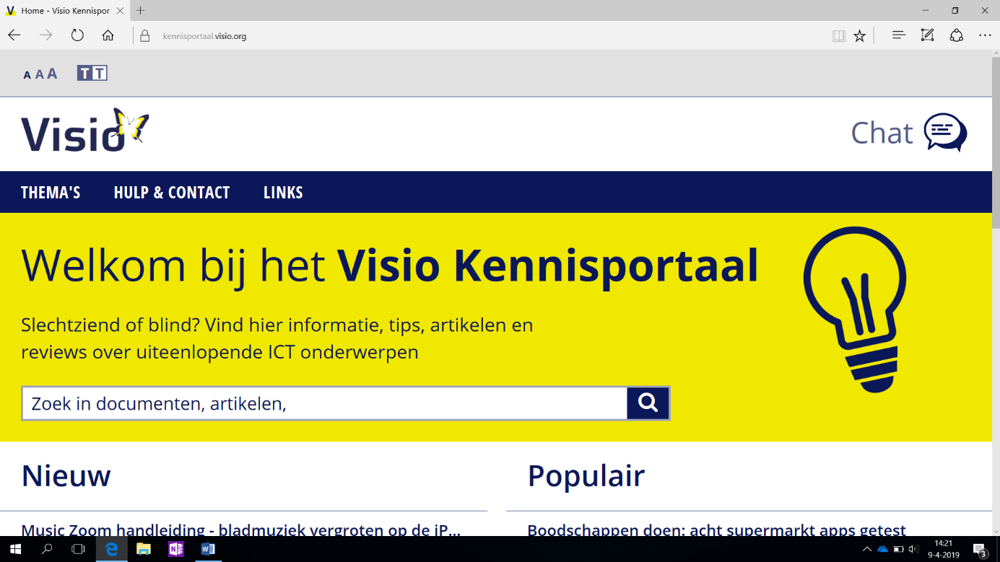 Home - Visio Kennispor
kennisportaal.visio.org
A A A TT
Visio
Chat
THEMA'S HULP & CONTACT LINKS
Welkom bij het Visio Kennisportaal
Slechtziend of blind? Vind hier informatie, tips, artikelen en
reviews over uiteenlopende ICT onderwerpen
Zoek in documenten, artikelen,
Nieuw
Populair
Music Zoom handleiding - bladmuziek vergroten op de iP...
Boodschappen doen: acht supermarkt apps getest
14:21
9-4-2019
3